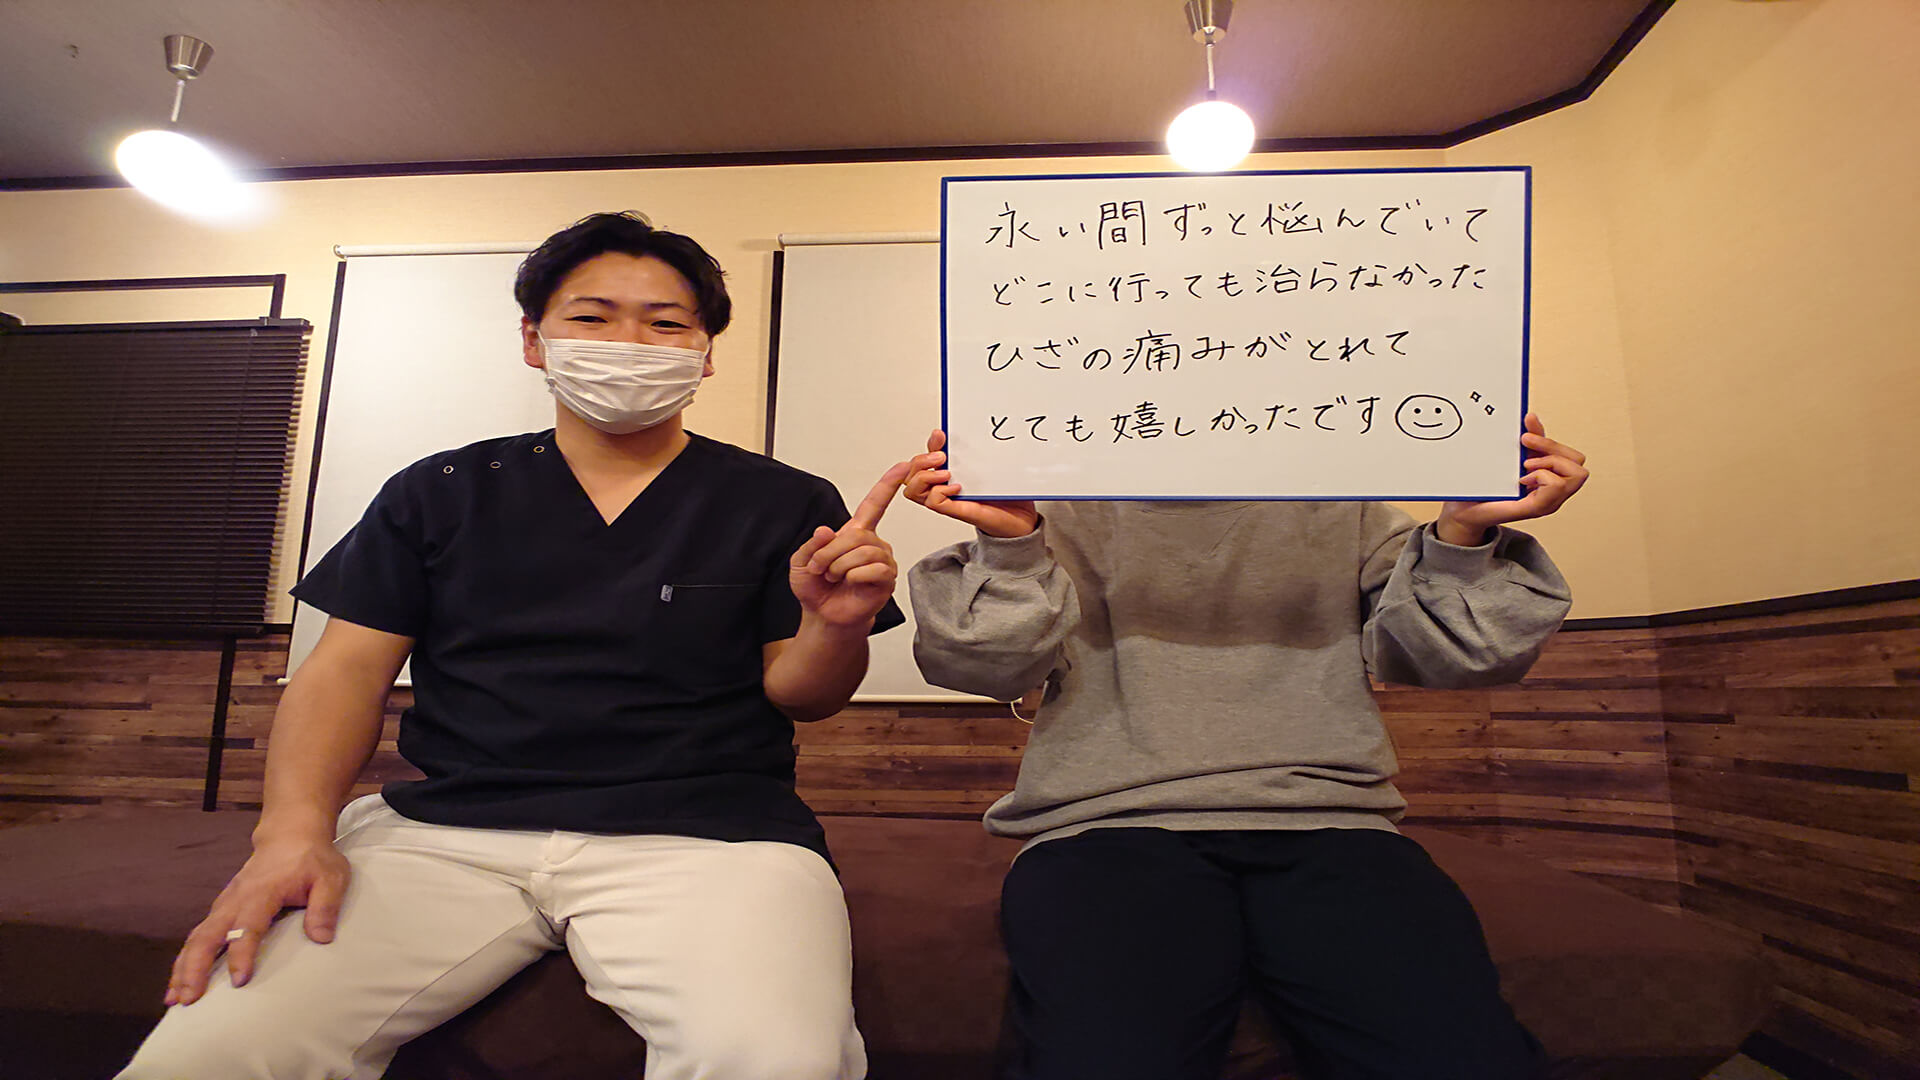 永い間ずっと悩んでいて
どこに行っても治らなかった
ひざの痛みがとれて
とても嬉しかったです